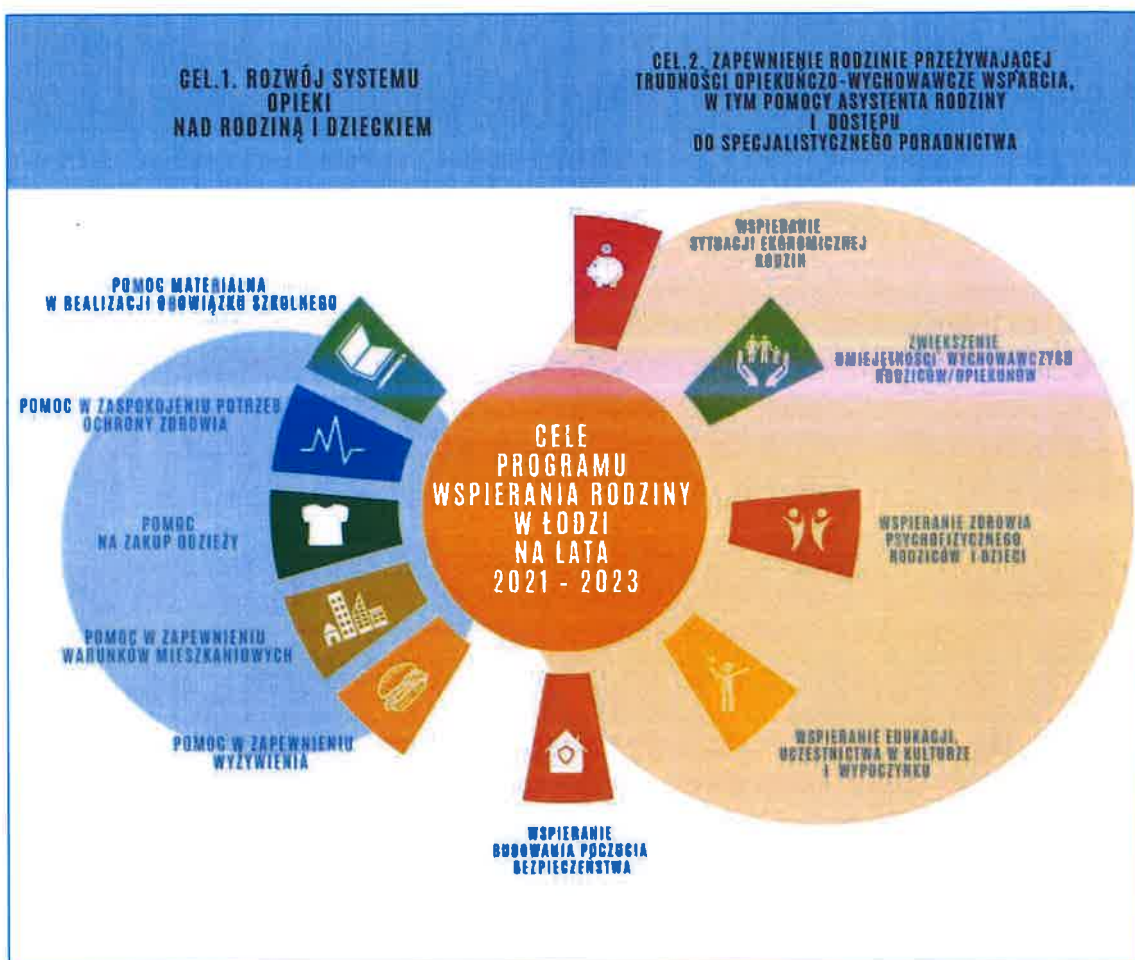 CEL.1. ROZWÓJ SYSTEMU
OPIEKI
NAD RODZINĄ I DZIECKIEM
CEL.2. ZAPEWNIENIE RODZINIE PRZEŻYWAJĄCEJ
TRUDNOŚCI OPIEKUŃCZO-WYCHOWAWCZE WSPARCIA,
W TYM POMOCY ASYSTENTA RODZINY
I DOSTĘPU
DO SPECJALISTYCZNEGO PORADNICTWA
POMOC MATERIALNA
W REALIZACJI OBOWIĄZKU SZKOLNEGO
POMOC W ZASPOKOJENIU POTRZEB
OCHRONY ZDROWIA
POMOC
NA ZAKUP ODZIEŻY
POMOC W ZAPEWNIENIU
WARUNKÓW MIESZKANIOWYCH
POMOC W ZAPEWNIENIU
WYŻYWIENIA
CELE
PROGRAMU
WSPIERANIA RODZINY
W ŁODZI
NA LATA
2021 - 2023
WSPIERANIE
SYTUACJI EKONOMICZNEJ
RODZIN
ZWIĘKSZENIE
UMIEJĘTNOŚCI WYCHOWAWCZYCH
RODZICÓW/OPIEKUNÓW
WSPIERANIE ZDROWIA
PSYCHOFIZYCZNEGO
RODZICÓW I DZIECI
WSPIERANIE EDUKACJI,
UCZESTNICTWA W KULTURZE
I WYPOCZYNKU
WSPIERANIE
BUDOWANIA POCZUCIA
BEZPIECZEŃSTWA